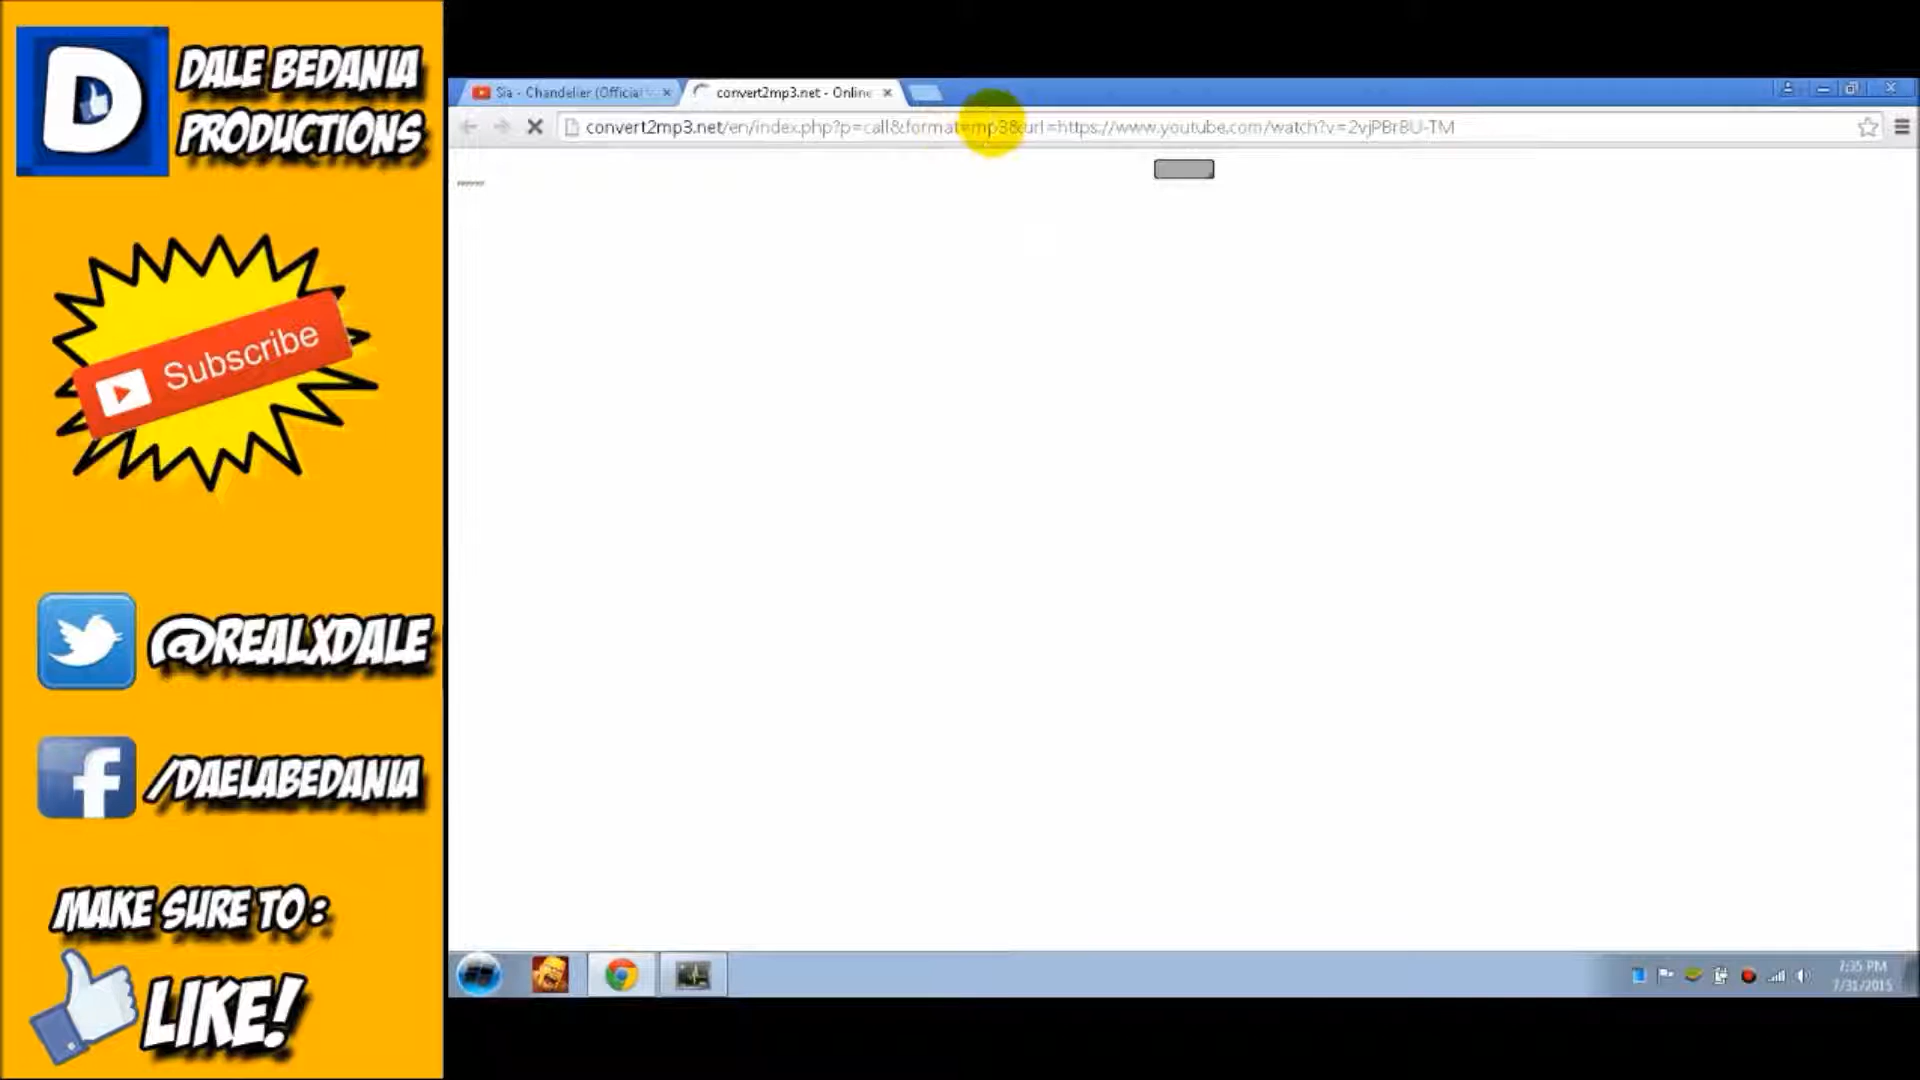 D
DALE BEDANIA
PRODUCTIONS
Subscribe
@REALXDALE
f
/DAELABEDANIA
MAKE SURE TO:
LIKE!
Sia - Chandelier (Official
convert2mp3.net - Online
convert2mp3.net/en/index.php?p=call&format=mp3&url=https://www.youtube.com/watch?v=2vjPBrBU-TM
7:35 PM
7/31/2015